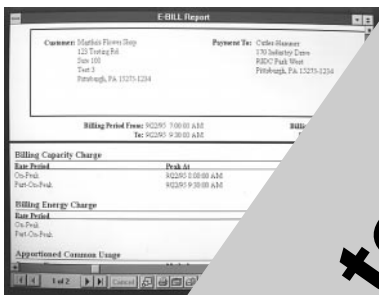 E-BILL Report
Customer: Martha's Flower Shop Payment To: Cutler-Hammer
123 Testing Rd. 170 Industry Drive
Suite 100 RIDC Park West
Test 3 Pittsburgh, PA 15275-1234
Pittsburgh, PA 15275-1234
Billing Period From: 9/22/95 7:00:00 AM
To: 9/22/95 9:30:00 AM
Billing Capacity Charge
Rate Period Peak At
On-Peak 9/22/95 8:00:00 AM
Part-On-Peak 9/22/95 9:30:00 AM
Billing Energy Charge
Rate Period
On-Peak
Part-On-Peak
Apportioned Common Usage
1 of 2 Cancel